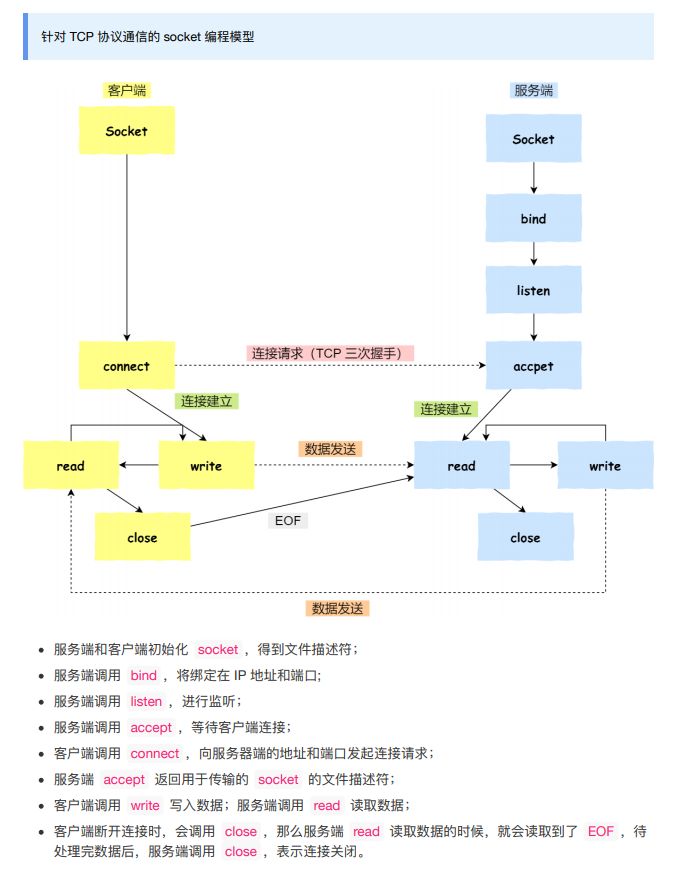 针对 TCP 协议通信的 socket 编程模型
客户端
服务端
Socket
Socket
bind
listen
连接请求（TCP 三次握手）
connect
accpet
连接建立
连接建立
数据发送
read
write
read
write
EOF
close
close
数据发送
服务端和客户端初始化 socket ，得到文件描述符；
服务端调用 bind ，将绑定在 IP 地址和端口;
服务端调用 listen ，进行监听；
服务端调用 accept ，等待客户端连接；
客户端调用 connect ，向服务器端的地址和端口发起连接请求；
服务端 accept 返回用于传输的 socket 的文件描述符；
客户端调用 write 写入数据；服务端调用 read 读取数据；
客户端断开连接时，会调用 close ，那么服务端 read 读取数据的时候，就会读取到了 EOF ，待
处理完数据后，服务端调用 close ，表示连接关闭。